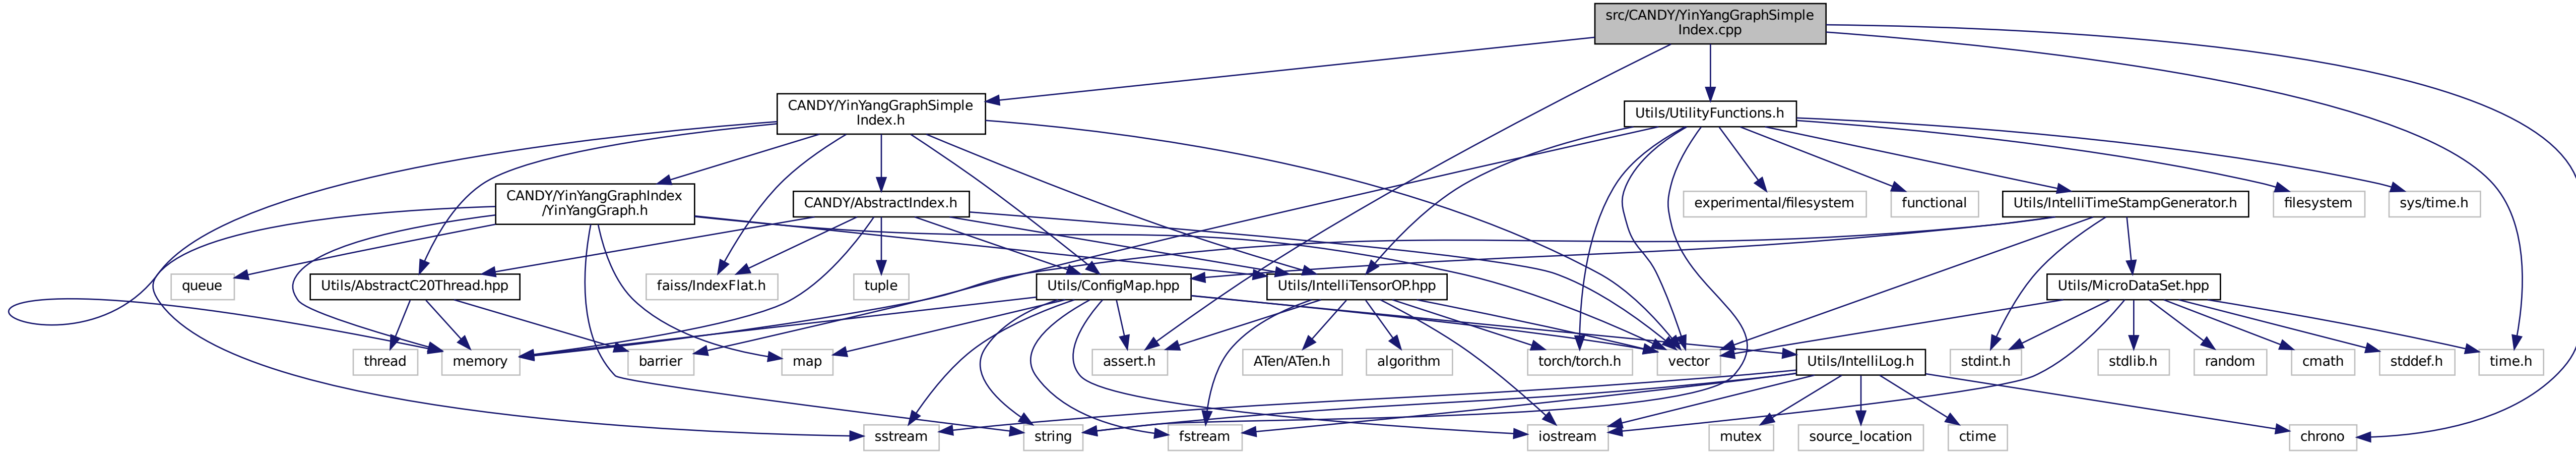 src/CANDY/YinYangGraphSimple
Index.cpp
CANDY/YinYangGraphSimple
Index.h
Utils/UtilityFunctions.h
CANDY/YinYangGraphIndex
/YinYangGraph.h
CANDY/AbstractIndex.h
experimental/filesystem
functional
Utils/IntelliTimeStampGenerator.h
filesystem
sys/time.h
queue
Utils/AbstractC20Thread.hpp
faiss/IndexFlat.h
tuple
Utils/ConfigMap.hpp
Utils/IntelliTensorOP.hpp
Utils/MicroDataSet.hpp
thread
memory
barrier
map
assert.h
ATen/ATen.h
algorithm
torch/torch.h
vector
Utils/IntelliLog.h
stdint.h
stdlib.h
random
cmath
stddef.h
time.h
sstream
string
fstream
iostream
mutex
source_location
ctime
chrono